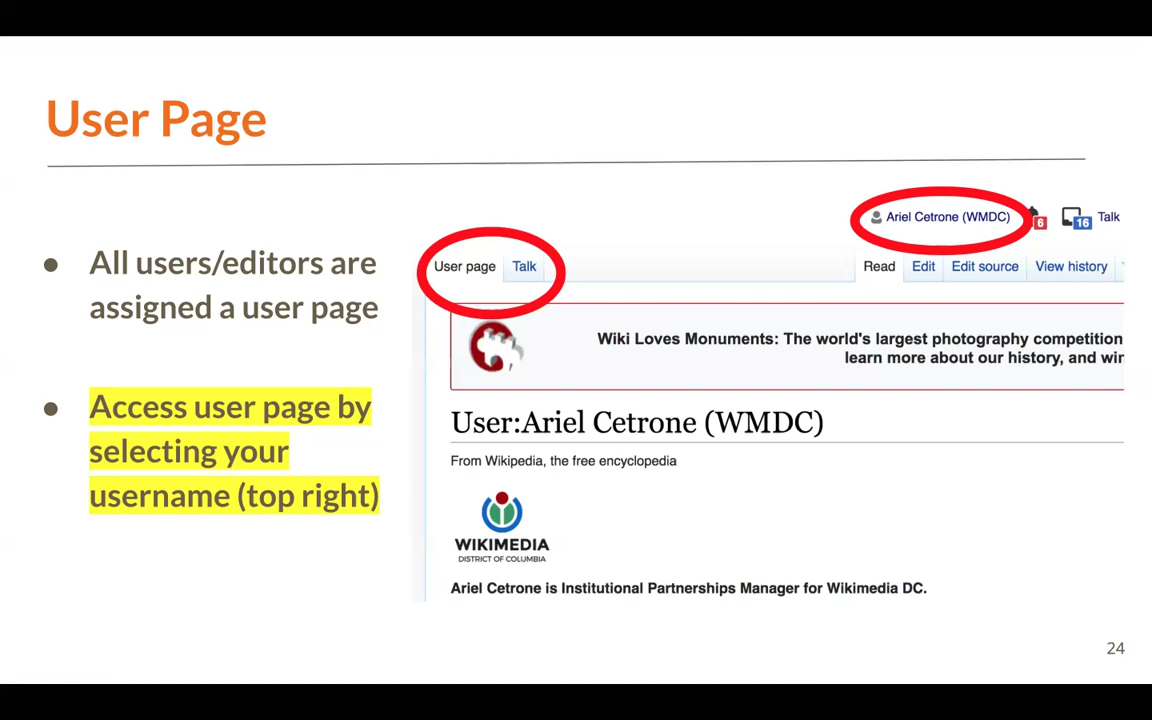 User Page
● All users/editors are
assigned a user page
● Access user page by
selecting your
username (top right)
Ariel Cetrone (WMDC) 6 16 Talk
User page Talk Read Edit Edit source View history
Wiki Loves Monuments: The world's largest photography competition
learn more about our history, and wir
User:Ariel Cetrone (WMDC)
From Wikipedia, the free encyclopedia
WIKIMEDIA
DISTRICT OF COLUMBIA
Ariel Cetrone is Institutional Partnerships Manager for Wikimedia DC.
24